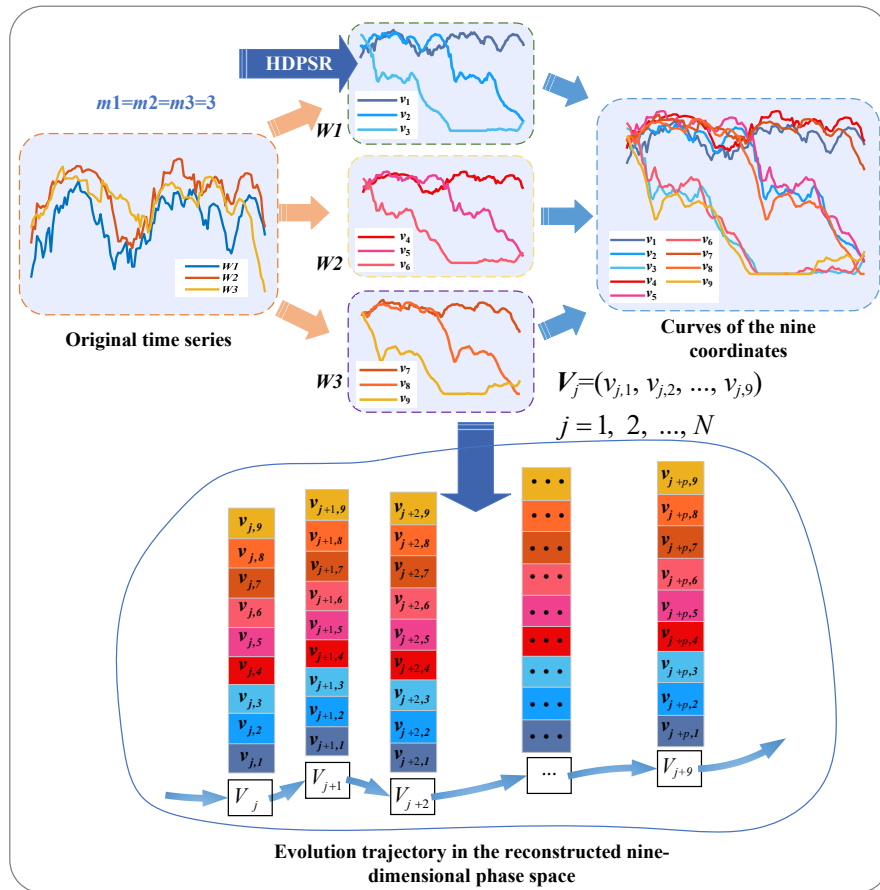 HDPSR
m1=m2=m3=3
W1
v1
v2
v3
W1
W2
W3
Original time series
W2
v4
v5
v6
W3
v7
v8
v9
v1 v6
v2 v7
v3 v8
v4 v9
v5
Curves of the nine
coordinates
Vj=(vj,1, vj,2, ..., vj,9)
j = 1, 2, ..., N
vj,9 vj+1,9 vj+2,9 ... vj+p,9
vj,8 vj+1,8 vj+2,8 ... vj+p,8
vj,7 vj+1,7 vj+2,7 ... vj+p,7
vj,6 vj+1,6 vj+2,6 ... vj+p,6
vj,5 vj+1,5 vj+2,5 ... vj+p,5
vj,4 vj+1,4 vj+2,4 ... vj+p,4
vj,3 vj+1,3 vj+2,3 ... vj+p,3
vj,2 vj+1,2 vj+2,2 ... vj+p,2
vj,1 vj+1,1 vj+2,1 ... vj+p,1
Vj Vj+1 Vj+2 ... Vj+9
Evolution trajectory in the reconstructed nine-
dimensional phase space